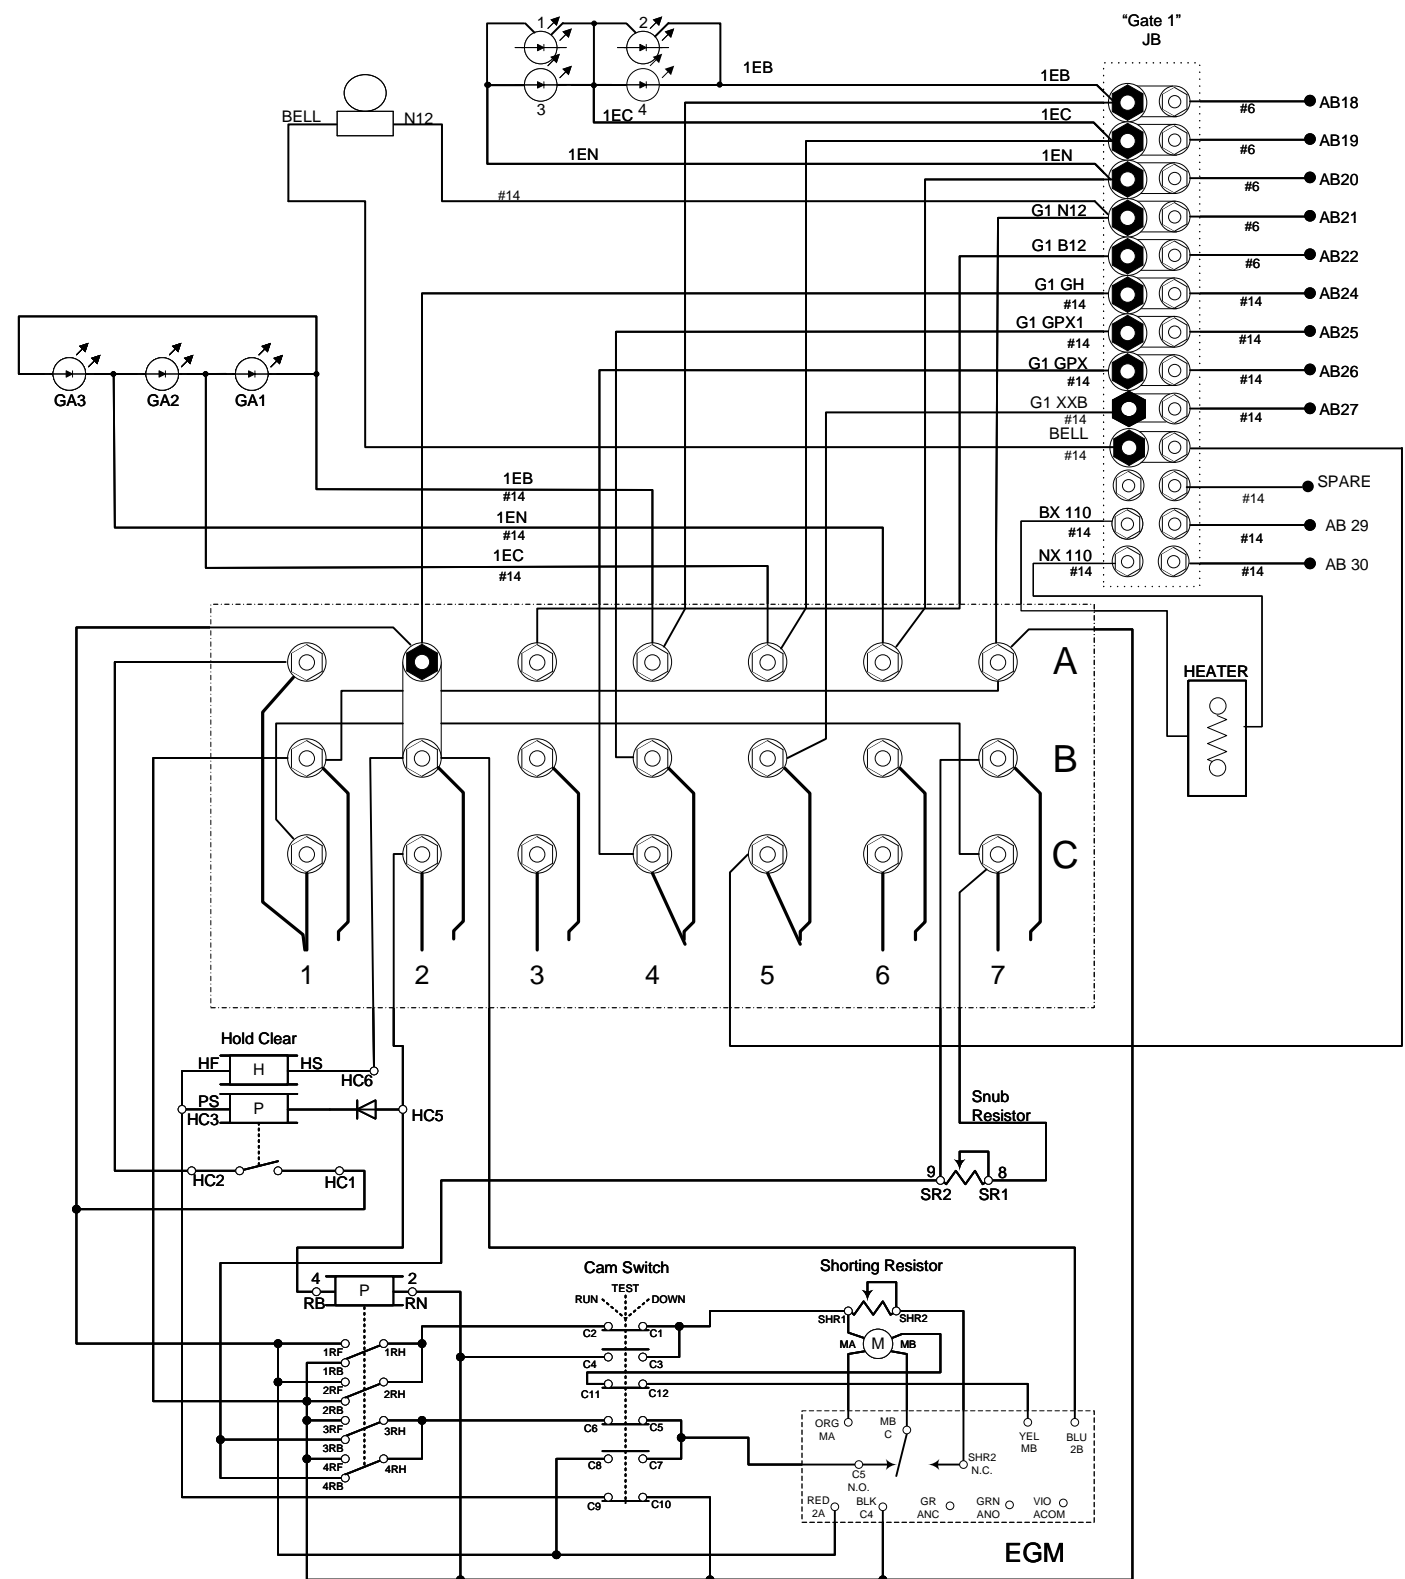 “Gate 1”
JB
1
2
3
4
1EB
1EB
#6
AB18
BELL
N12
1EC
1EC
#6
AB19
1EN
1EN
#6
AB20
#14
G1 N12
#6
AB21
G1 B12
#6
AB22
G1 GH
#14
#14
AB24
G1 GPX1
#14
#14
AB25
G1 GPX
#14
#14
AB26
GA3
GA2
GA1
G1 XXB
#14
#14
AB27
BELL
#14
1EB
#14
#14
SPARE
1EN
#14
BX 110
#14
#14
AB 29
1EC
#14
NX 110
#14
#14
AB 30
A
HEATER
B
C
1
2
3
4
5
6
7
Hold Clear
HF
H
HS
HC6
PS
HC3
P
HC5
Snub
Resistor
HC2
HC1
9
8
SR2
SR1
Cam Switch
Shorting Resistor
4
P
2
RB
RN
TEST
RUN
DOWN
C2
C1
SHR1
SHR2
1RF
1RH
1RB
MA
M
MB
C4
C3
2RF
2RH
2RB
C11
C12
3RF
3RH
3RB
C6
C5
ORG
MA
MB
C
YEL
MB
BLU
2B
4RF
4RH
4RB
C8
C7
C5
N.O.
SHR2
N.C.
C9
C10
RED
2A
BLK
C4
GR
ANC
GRN
ANO
VIO
ACOM
EGM